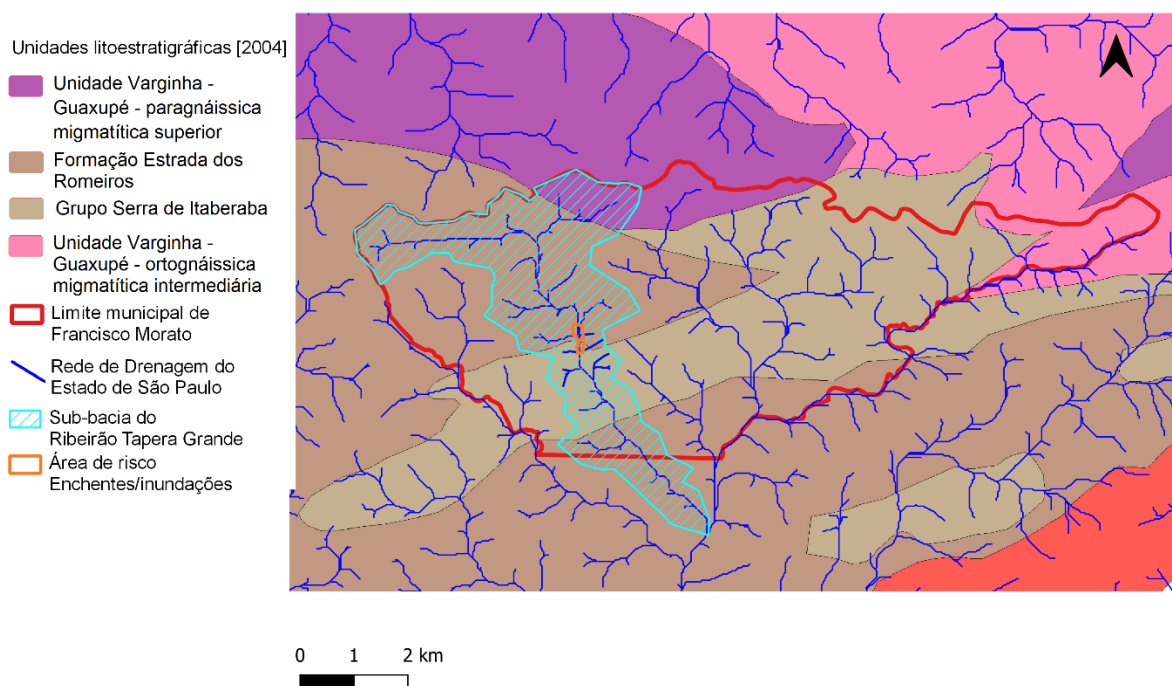 Unidades litoestratigráficas [2004]
Unidade Varginha -
Guaxupé - paragnáissica
migmatítica superior
Formação Estrada dos
Romeiros
Grupo Serra de Itaberaba
Unidade Varginha -
Guaxupé - ortognáissica
migmatítica intermediária
Limite municipal de
Francisco Morato
Rede de Drenagem do
Estado de São Paulo
Sub-bacia do
Ribeirão Tapera Grande
Área de risco
Enchentes/inundações
0 1 2 km